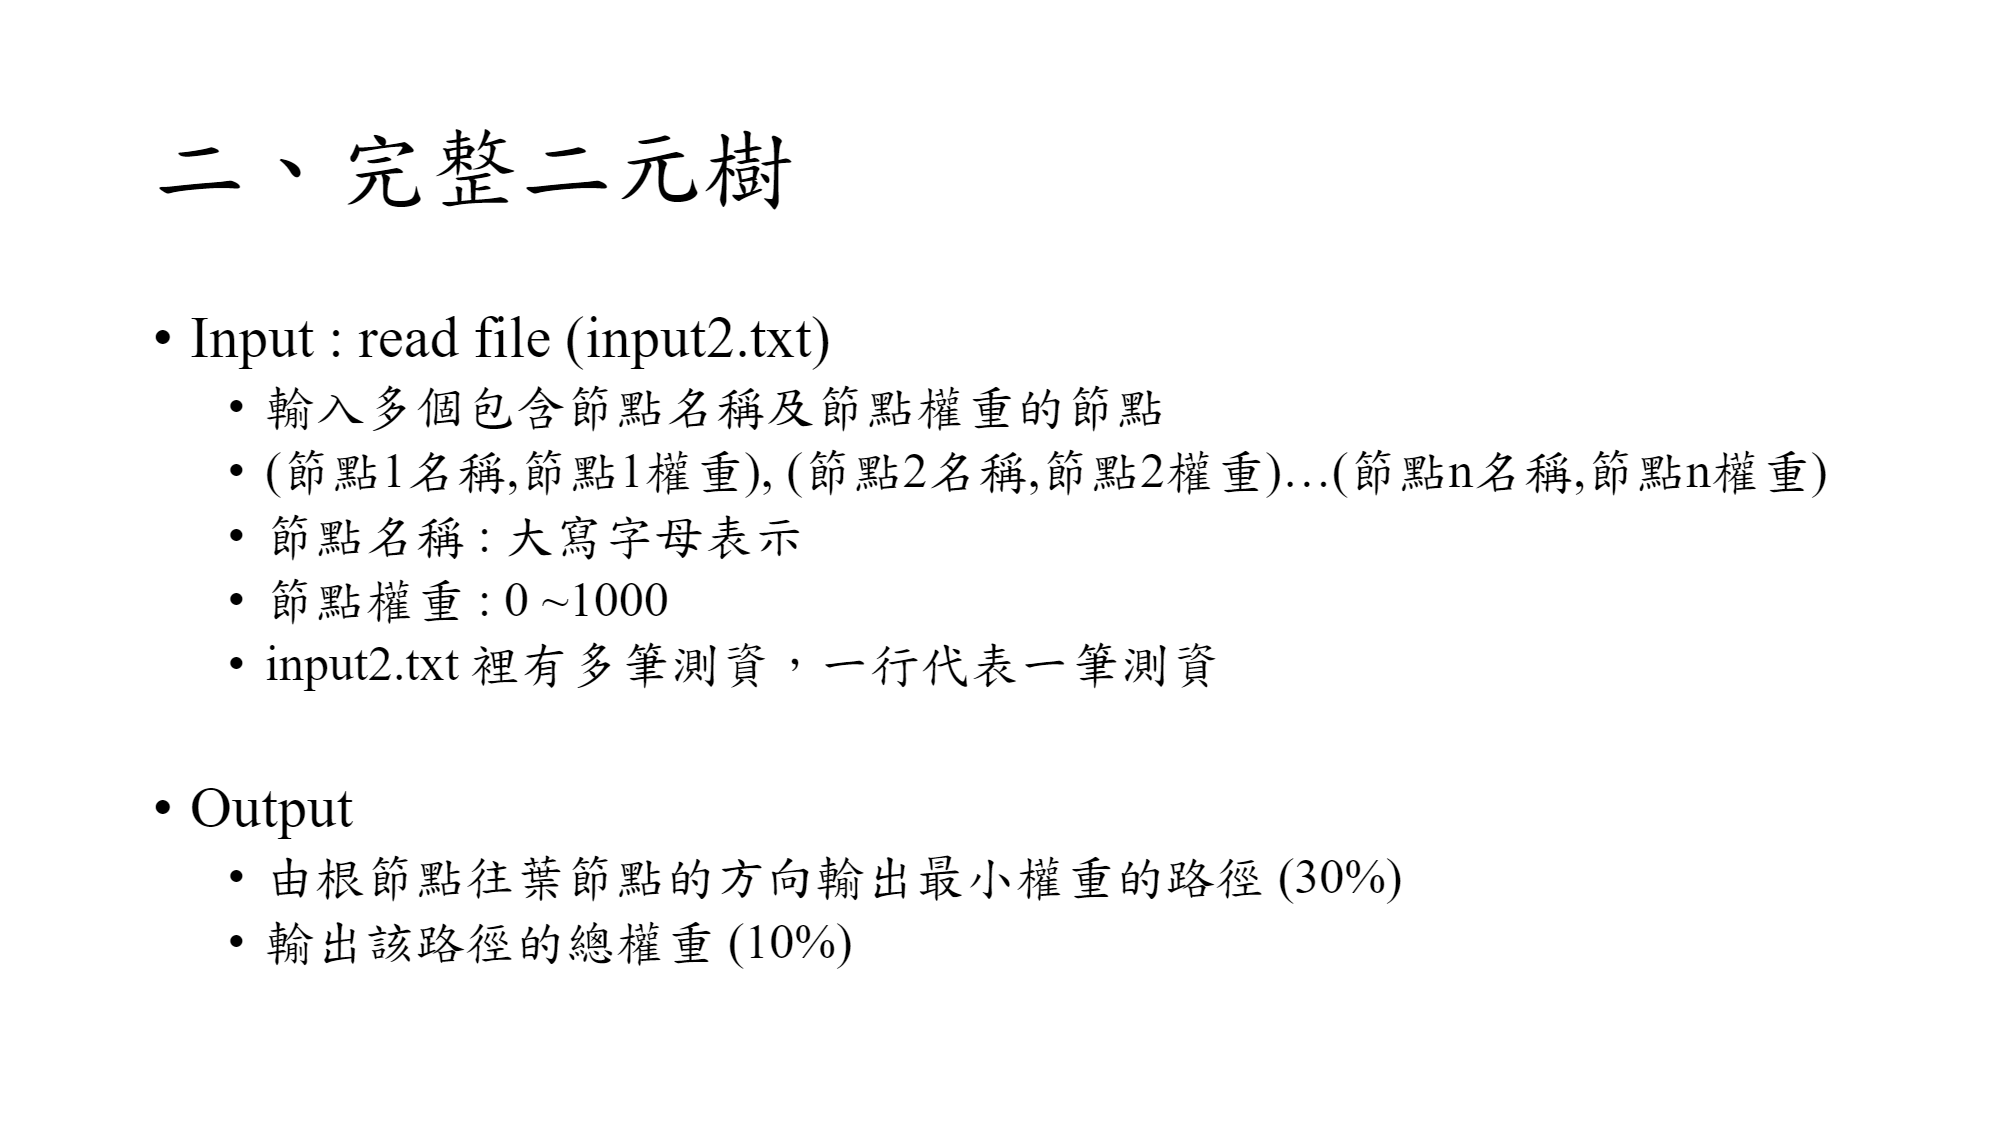 二、完整二元樹
• Input : read file (input2.txt)
• 輸入多個包含節點名稱及節點權重的節點
• (節點1名稱,節點1權重), (節點2名稱,節點2權重)…(節點n名稱,節點n權重)
• 節點名稱 : 大寫字母表示
• 節點權重 : 0 ~1000
• input2.txt 裡有多筆測資，一行代表一筆測資
• Output
• 由根節點往葉節點的方向輸出最小權重的路徑 (30%)
• 輸出該路徑的總權重 (10%)